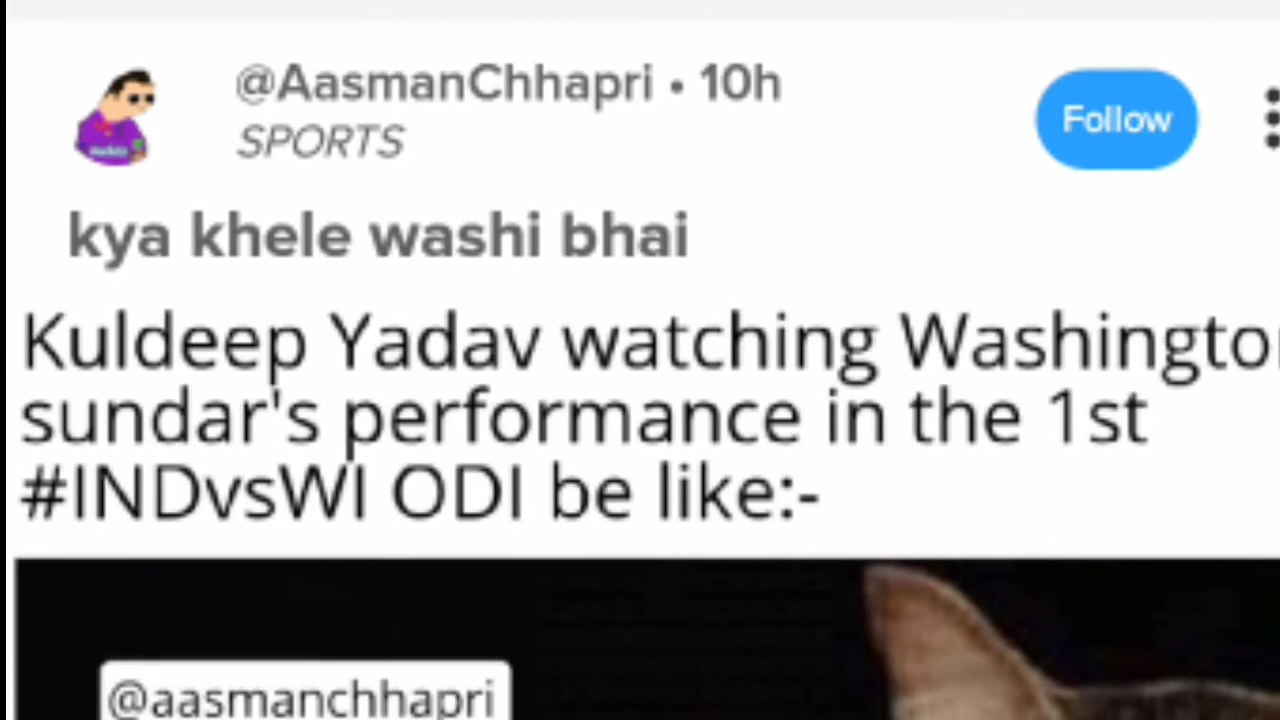 @AasmanChhapri • 10h
SPORTS
Follow
kya khele washi bhai
Kuldeep Yadav watching Washington
sundar's performance in the 1st
#INDvsWI ODI be like:-
@aasmanchhapri